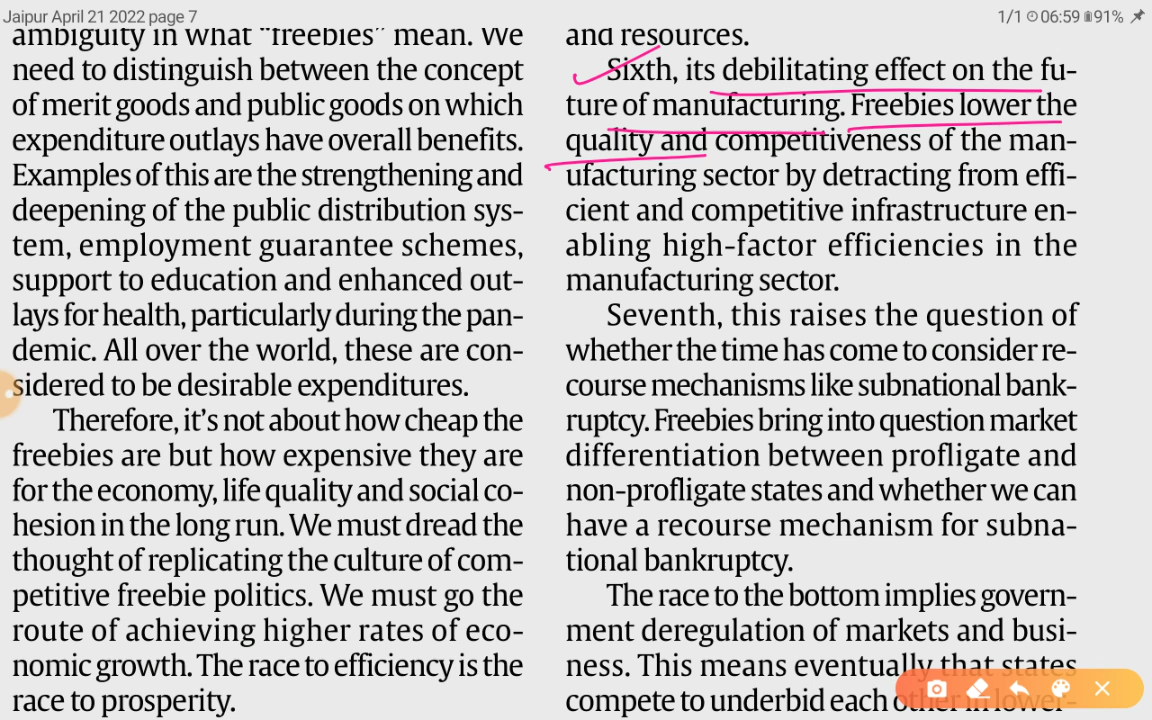 Jaipur April 21 2022 page 7
1/1 06:59 91%
ambiguity in what "freebies" mean. We
need to distinguish between the concept
of merit goods and public goods on which
expenditure outlays have overall benefits.
Examples of this are the strengthening and
deepening of the public distribution sys-
tem, employment guarantee schemes,
support to education and enhanced out-
lays for health, particularly during the pan-
demic. All over the world, these are con-
sidered to be desirable expenditures.
Therefore, it's not about how cheap the
freebies are but how expensive they are
for the economy, life quality and social co-
hesion in the long run. We must dread the
thought of replicating the culture of com-
petitive freebie politics. We must go the
route of achieving higher rates of eco-
nomic growth. The race to efficiency is the
race to prosperity.
and resources.
Sixth, its debilitating effect on the fu-
ture of manufacturing. Freebies lower the
quality and competitiveness of the man-
ufacturing sector by detracting from effi-
cient and competitive infrastructure en-
abling high-factor efficiencies in the
manufacturing sector.
Seventh, this raises the question of
whether the time has come to consider re-
course mechanisms like subnational bank-
ruptcy. Freebies bring into question market
differentiation between profligate and
non-profligate states and whether we can
have a recourse mechanism for subna-
tional bankruptcy.
The race to the bottom implies govern-
ment deregulation of markets and busi-
ness. This means eventually that states
compete to underbid each other in lower-